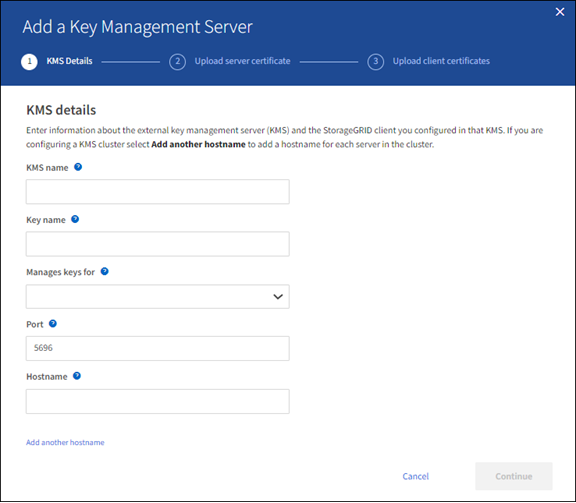 Add a Key Management Server
1 KMS Details 2 Upload server certificate 3 Upload client certificates
KMS details
Enter information about the external key management server (KMS) and the StorageGRID client you configured in that KMS. If you are
configuring a KMS cluster select Add another hostname to add a hostname for each server in the cluster.
KMS name ?
Key name ?
Manages keys for ?
Port ?
5696
Hostname ?
Add another hostname
Cancel Continue